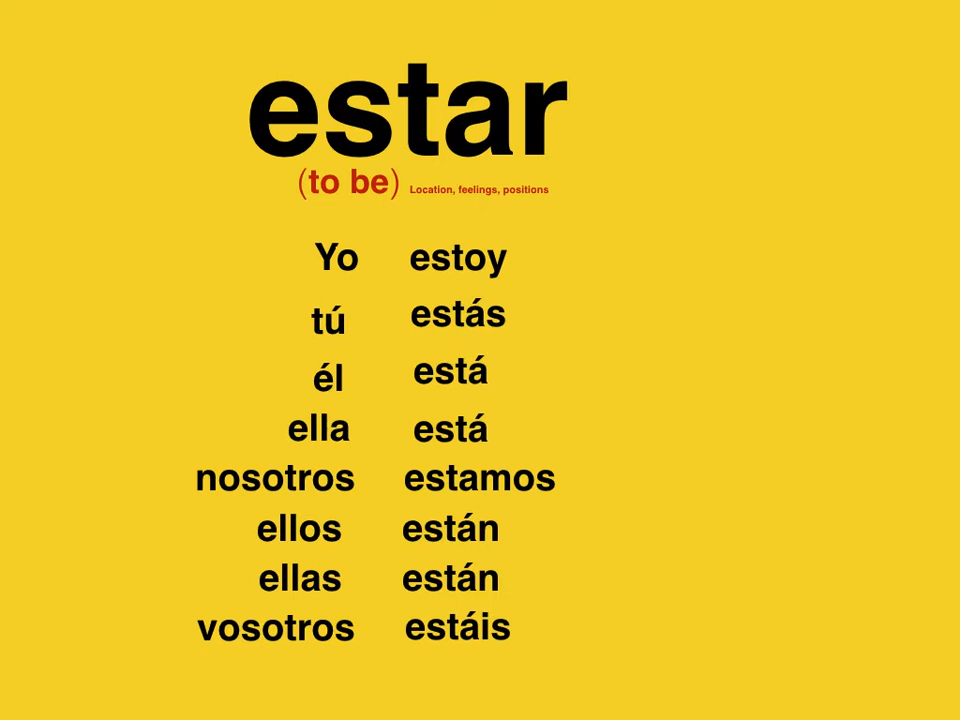 estar
(to be) Location, feelings, positions
Yo estoy
tú estás
él está
ella está
nosotros estamos
ellos están
ellas están
vosotros estáis